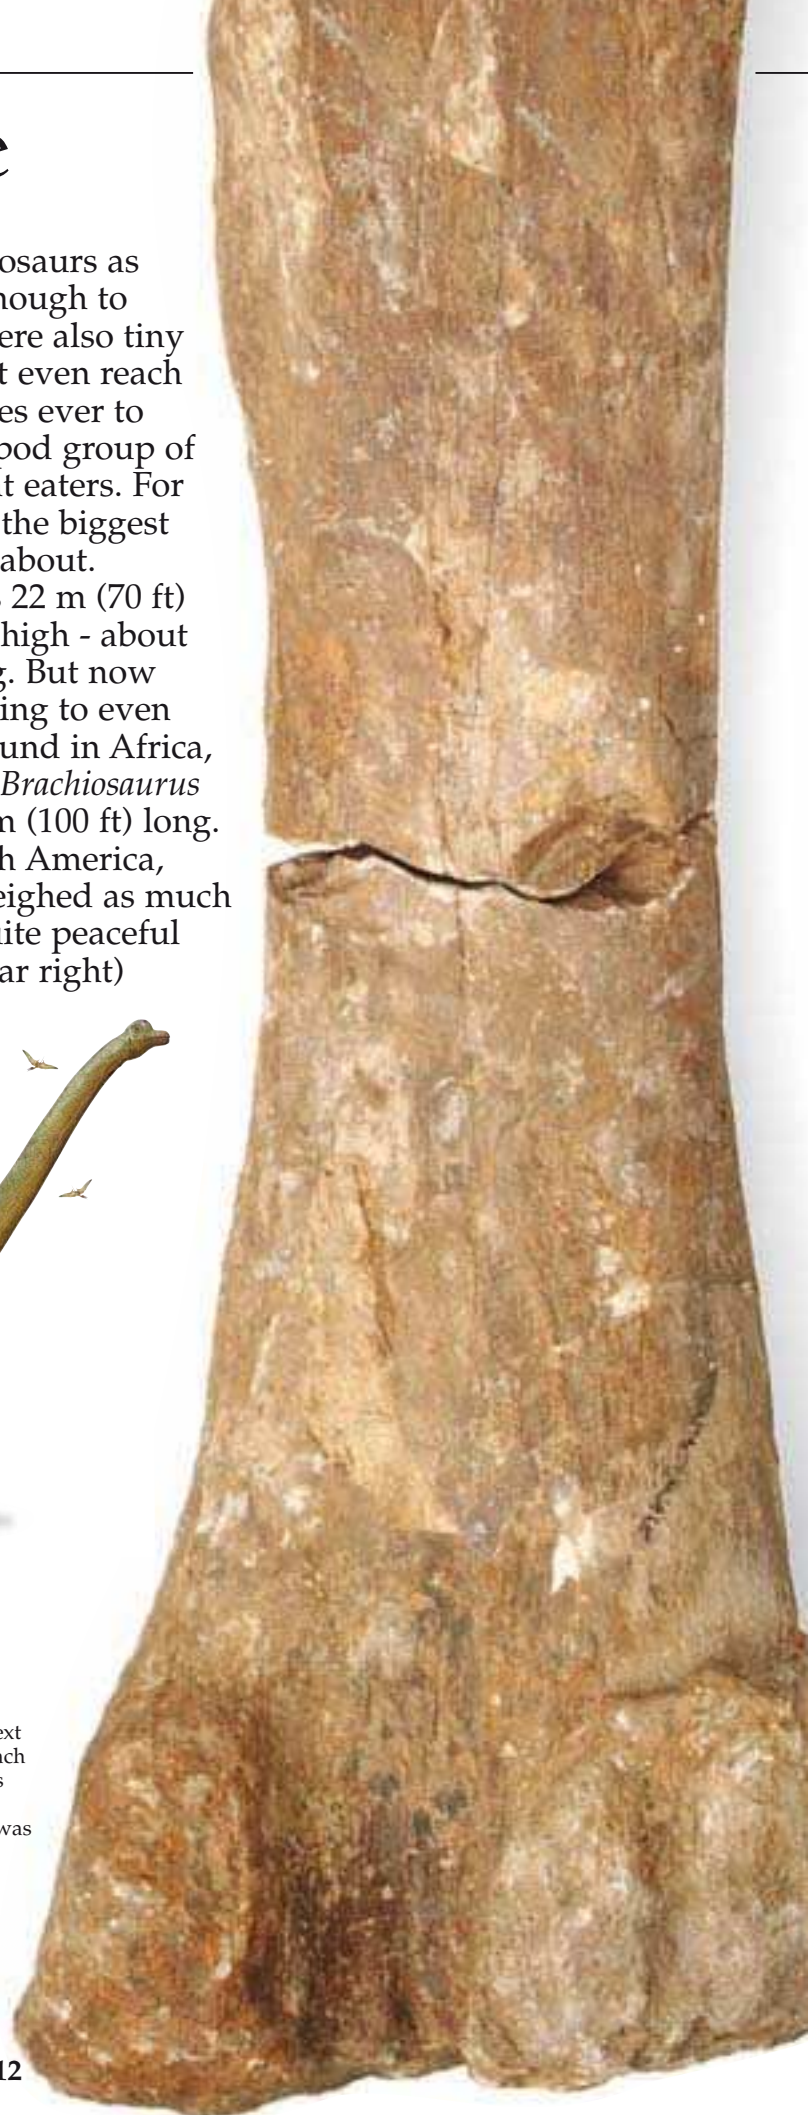 e
osaurs as
nough to
ere also tiny
t even reach
es ever to
pod group of
t eaters. For
the biggest
about.
22 m (70 ft)
high - about
g. But now
ing to even
und in Africa,
Brachiosaurus
m (100 ft) long.
h America,
eighed as much
ite peaceful
ar right)
ext
ach
s
was
12